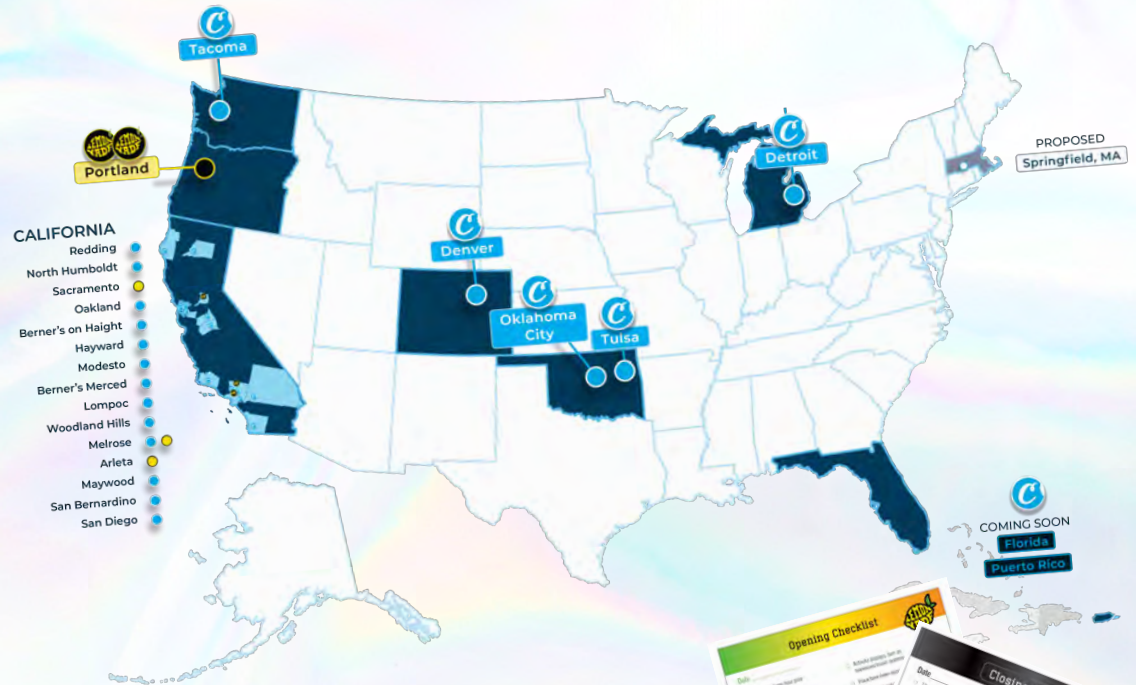 Tacoma
Portland
CALIFORNIA
Redding
North Humboldt
Sacramento
Oakland
Berner's on Haight
Hayward
Modesto
Berner's Merced
Lompoc
Woodland Hills
Melrose
Arleta
Maywood
San Bernardino
San Diego
Denver
Oklahoma
City
Tulsa
Detroit
PROPOSED
Springfield, MA
COMING SOON
Florida
Puerto Rico
Opening Checklist
Date
Date